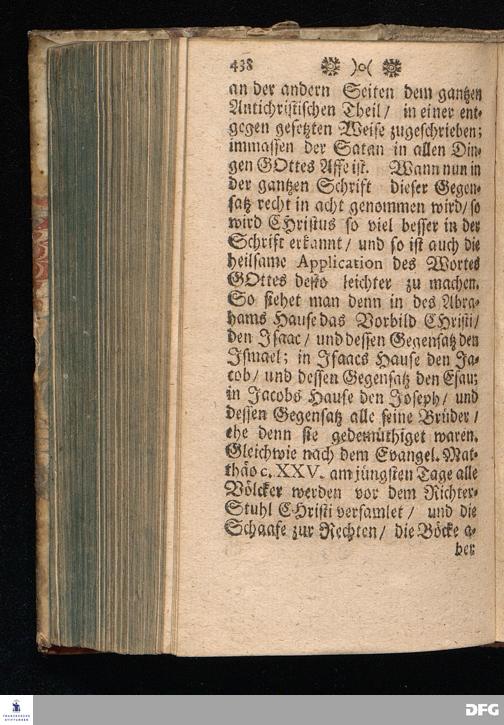 438 ❁ )o( ❁
an der andern Seiten dem gantzen
Antichristischen Theil / in einer ent-
gegen gesetzten Weise zugeschrieben;
immassen der Satan in allen Din-
gen GOttes Affe ist. Wann nun in
der gantzen Schrift dieser Gegen-
satz recht in acht genommen wird / so
wird CHristus so viel besser in der
Schrift erkannt / und so ist auch die
heilsame Application des Wortes
GOttes desto leichter zu machen.
So stehet man denn in des Abra-
hams Hause das Vorbild CHristi /
den Isaac / und dessen Gegensatz den
Ismael; in Isaacs Hause den Ja-
cob / und dessen Gegensatz den Esau;
in Jacobs Hause den Joseph / und
dessen Gegensatz alle seine Brüder /
ehe denn sie gedemüthiget waren.
Gleichwie nach dem Evangel. Mat-
thäo c. XXV. am jüngsten Tage alle
Völcker werden vor dem Richter-
Stuhl CHristi versamlet / und die
Schaafe zur Rechten / die Böcke a-
ber
FRANCKESCHE
STIFTUNGEN
DFG